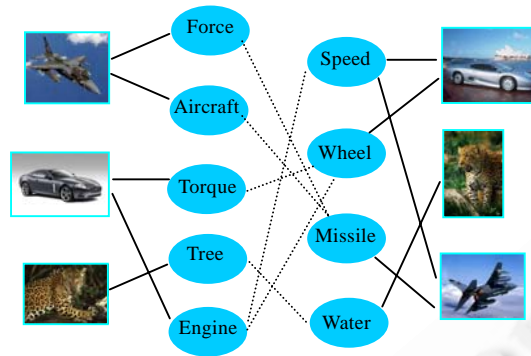 Force
Aircraft
Torque
Tree
Engine
Speed
Wheel
Missile
Water